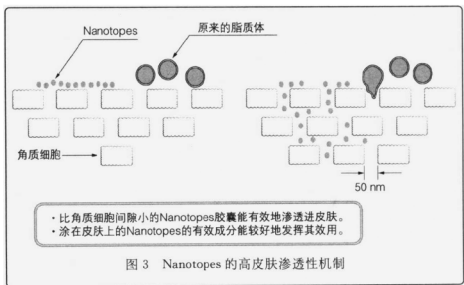 Nanotopes
原来的脂质体
角质细胞
50 nm
·比角质细胞间隙小的Nanotopes胶囊能有效地渗透进皮肤。
·涂在皮肤上的Nanotopes的有效成分能较好地发挥其效用。
图 3 Nanotopes 的高皮肤渗透性机制